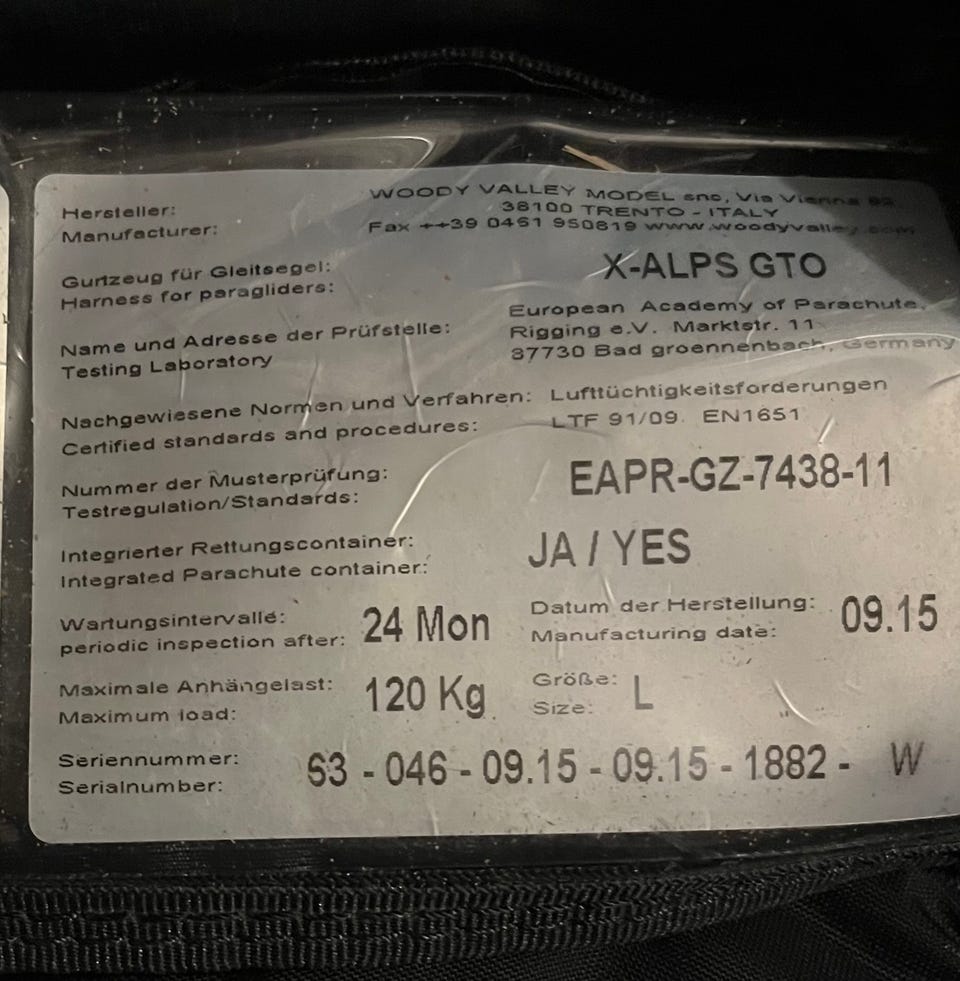 Hersteller:
Manufacturer:
WOODY VALLEY MODEL snc, Via Vienna
38100 TRENTO - ITALY
Fax ++39 0461 950819 www.woodyvalley.com
Gurtzeug für Gleitsegel:
Harness for paragliders:
X-ALPS GTO
Name und Adresse der Prüfstelle:
Testing Laboratory
European Academy of Parachute
Rigging e.V. Marktstr. 11
87730 Bad groennenbach, Germany
Nachgewiesene Normen und Verfahren:
Certified standards and procedures:
Lufttüchtigkeitsforderungen
LTF 91/09. EN1651
Nummer der Musterprüfung:
Testregulation/Standards:
EAPR-GZ-7438-11
Integrierter Rettungscontainer:
Integrated Parachute container:
JA / YES
Wartungsintervalle:
periodic inspection after:
24 Mon
Datum der Herstellung:
Manufacturing date:
09.15
Maximale Anhängelast:
Maximum load:
120 Kg
Größe:
Size:
L
Seriennummer:
Serialnumber:
S3 - 046 - 09.15 - 09.15 - 1882 - W